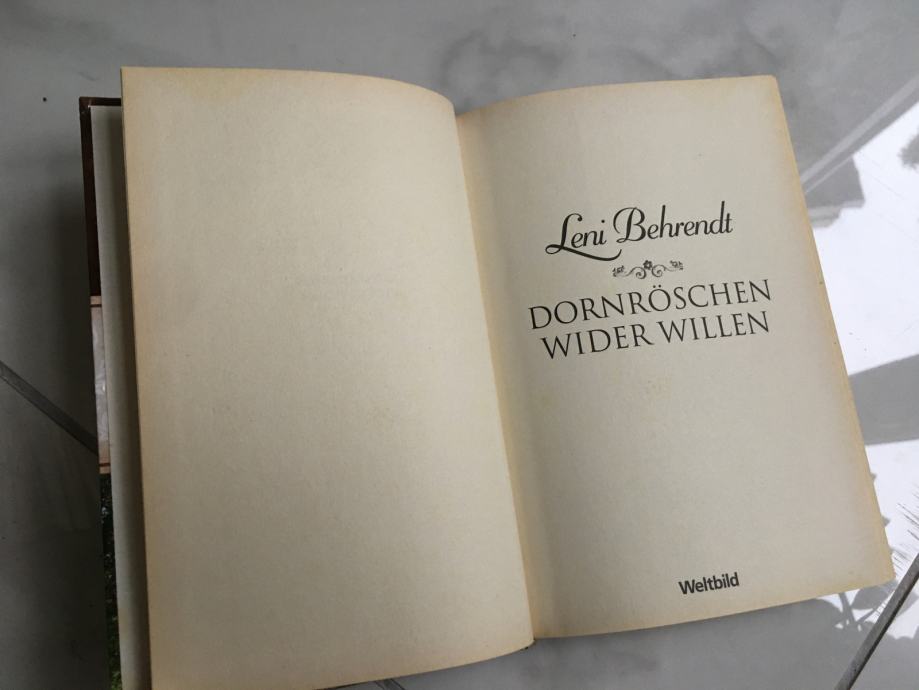 Leni Behrendt
DORNRÖSCHEN
WIDER WILLEN
Weltbild